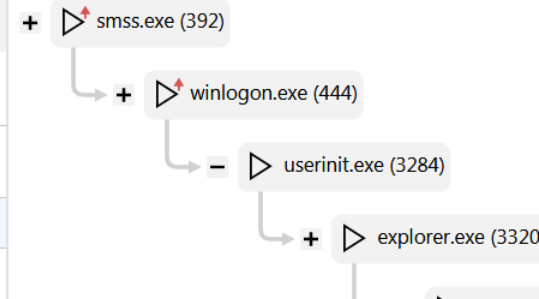 smss.exe (392)
winlogon.exe (444)
userinit.exe (3284)
explorer.exe (3320